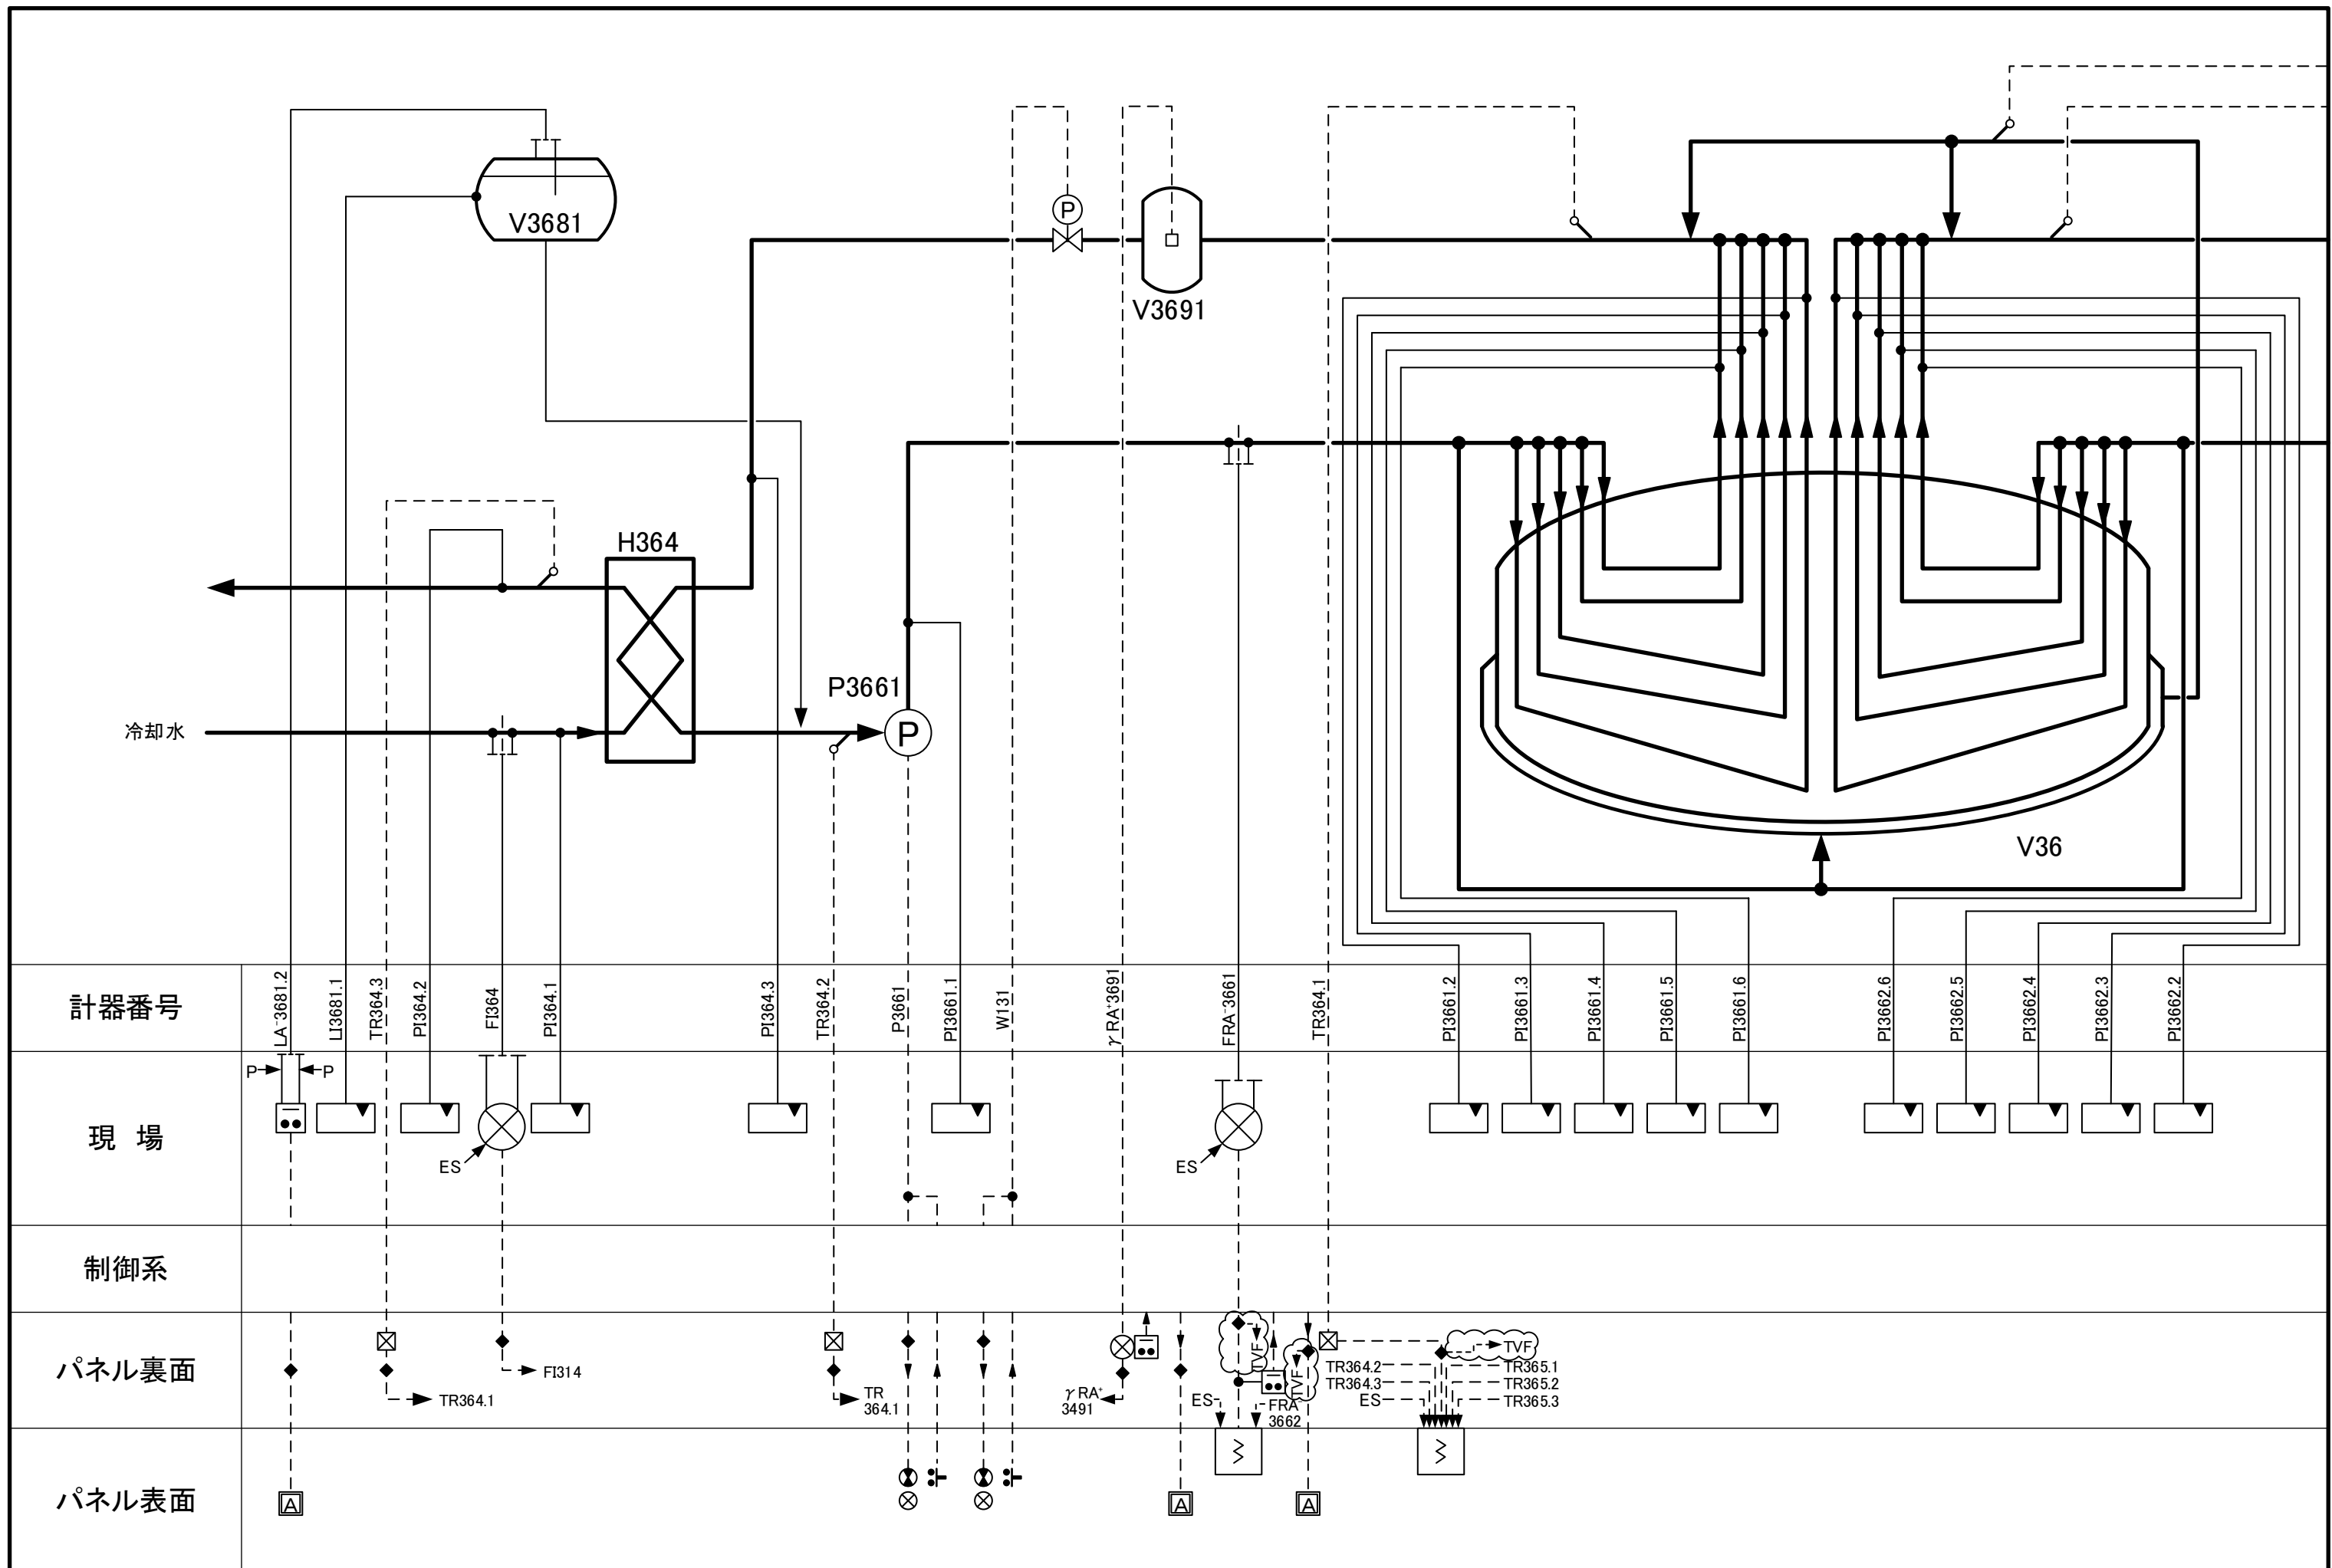 V3681
P
V3691
H364
P3661
P
冷却水
V36
計器番号
LA⁻3681.2
LI3681.1
TR364.3
PI364.2
FI364
PI364.1
PI364.3
TR364.2
P3661
PI3661.1
W131
γRA⁺3691
FRA⁻3661
TR364.1
PI3661.2
PI3661.3
PI3661.4
PI3661.5
PI3661.6
PI3662.6
PI3662.5
PI3662.4
PI3662.3
PI3662.2
現 場
P
P
ES
ES
制御系
パネル裏面
TR364.1
FI314
TR
364.1
γRA⁺
3491
TVF
TVF
ES
FRA⁻
3662
TVF
TR364.2
TR364.3
ES
TR365.1
TR365.2
TR365.3
パネル表面
A
A
A